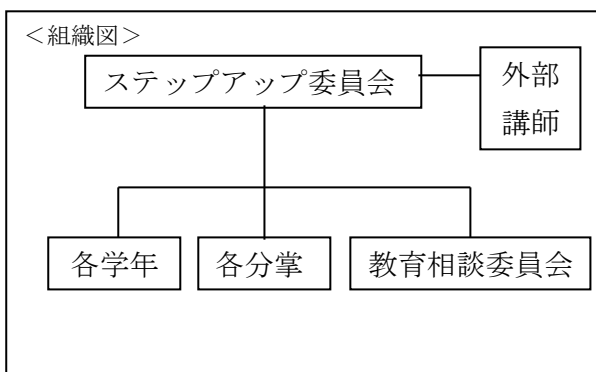 ＜組織図＞
ステップアップ委員会
外部
講師
各学年
各分掌
教育相談委員会